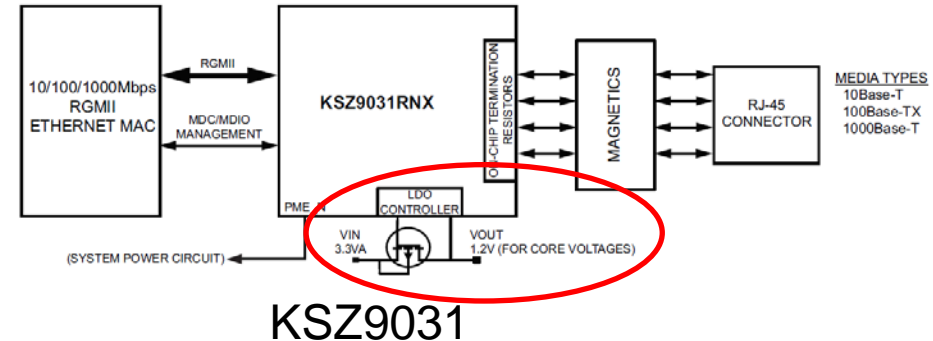 10/100/1000Mbps
RGMII
ETHERNET MAC
RGMII
MDC/MDIO
MANAGEMENT
KSZ9031RNX
ON-CHIP TERMINATION
RESISTORS
LDO
CONTROLLER
PME_N
MAGNETICS
RJ-45
CONNECTOR
MEDIA TYPES
10Base-T
100Base-TX
1000Base-T
VIN
3.3VA
VOUT
1.2V (FOR CORE VOLTAGES)
(SYSTEM POWER CIRCUIT)
KSZ9031